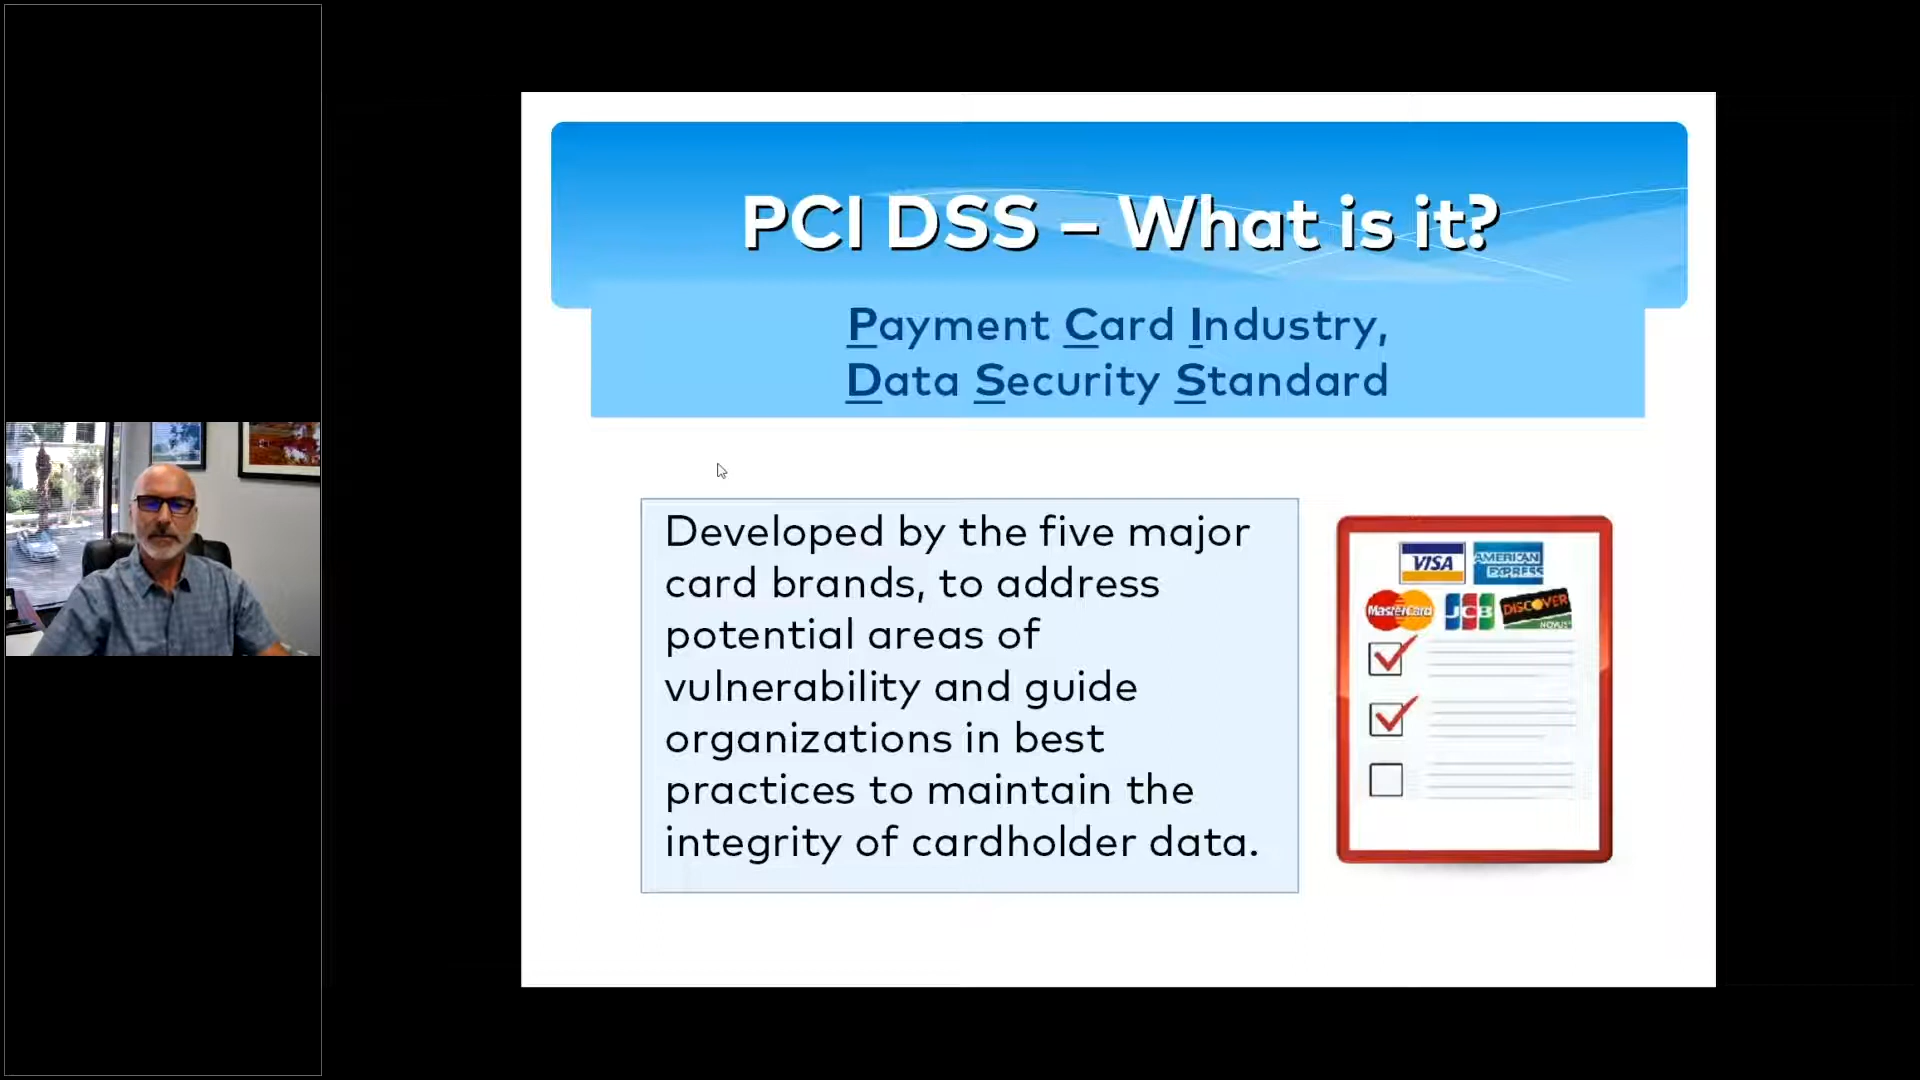 PCI DSS – What is it?
Payment Card Industry,
Data Security Standard
Developed by the five major
card brands, to address
potential areas of
vulnerability and guide
organizations in best
practices to maintain the
integrity of cardholder data.
VISA
AMERICAN
EXPRESS
MasterCard
JCB
DISCOVER
NOVUS